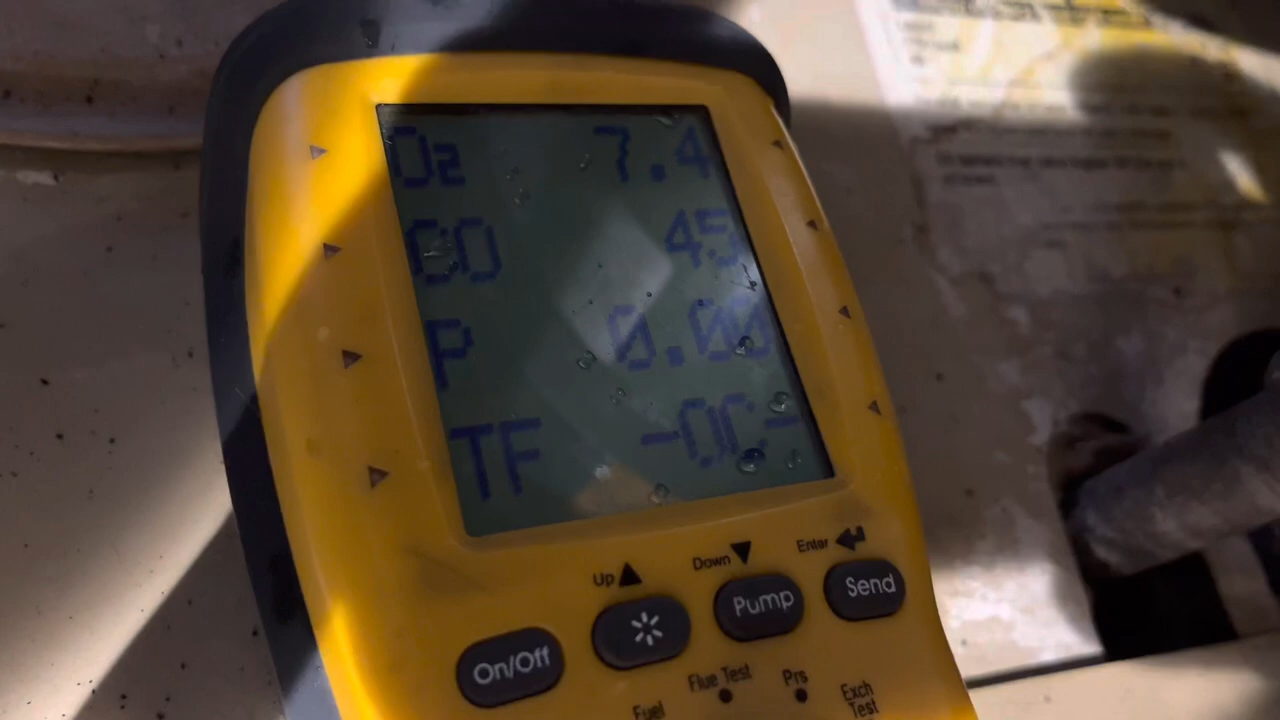 O2 7.4
CO 45
P 0.00
TF -OC-
Up ▲ Down ▼ Enter
On/Off Pump Send
Fuel Flue Test Prs Exch Test